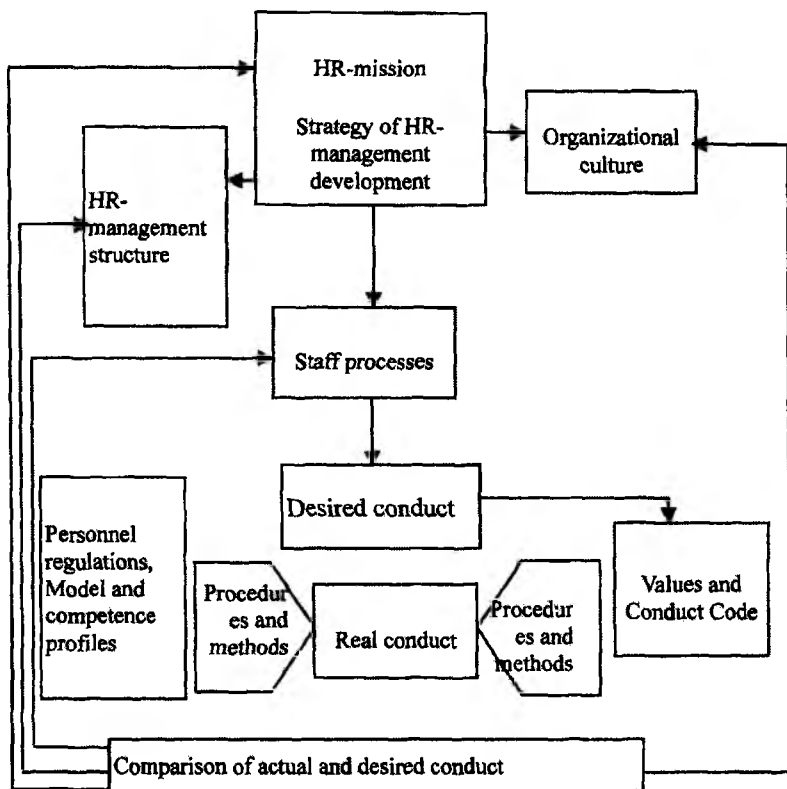 HR-mission
Strategy of HR-
management
development
Organizational
culture
HR-
management
structure
Staff processes
Desired conduct
Personnel
regulations,
Model and
competence
profiles
Procedur
es and
methods
Real conduct
Procedur
es and
methods
Values and
Conduct Code
Comparison of actual and desired conduct